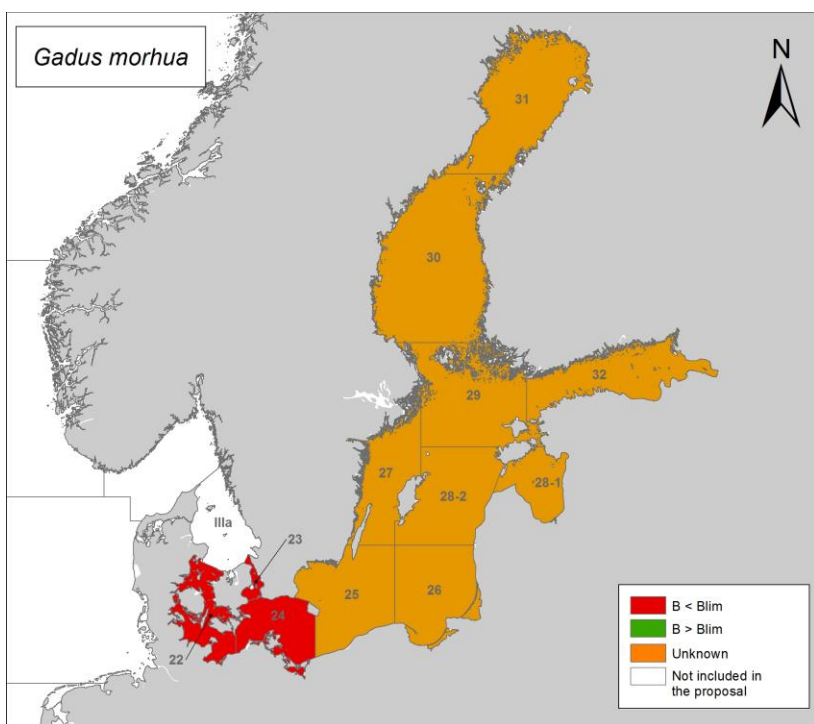 Gadus morhua
N
31
30
32
29
27
28-2
28-1
IIIa
23
25
26
24
22
B < Blim
B > Blim
Unknown
Not included in
the proposal